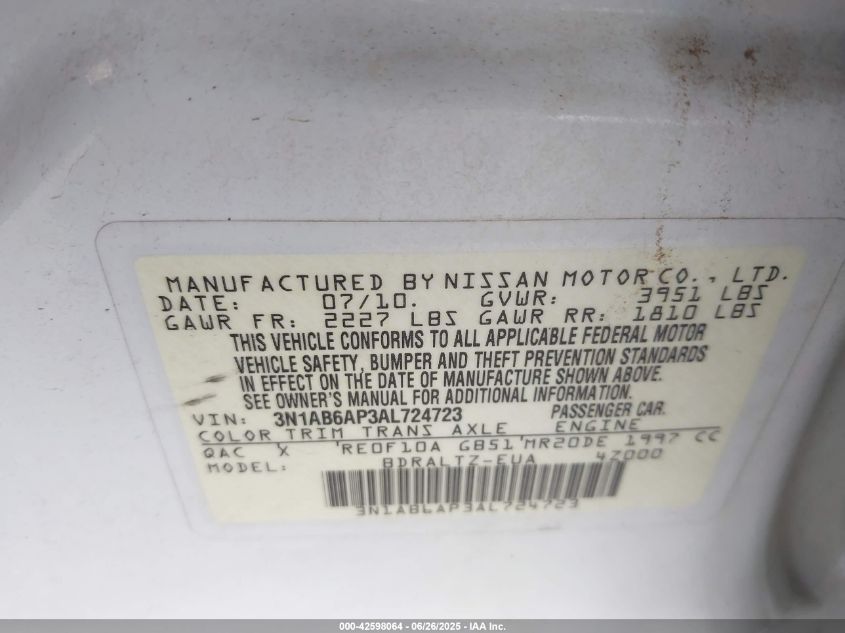 MANUFACTURED BY NISSAN MOTOR CO., LTD.
DATE: 07/10. GVWR: 3951 LBS
GAWR FR: 2227 LBS GAWR RR: 1810 LBS
THIS VEHICLE CONFORMS TO ALL APPLICABLE FEDERAL MOTOR
VEHICLE SAFETY, BUMPER AND THEFT PREVENTION STANDARDS
IN EFFECT ON THE DATE OF MANUFACTURE SHOWN ABOVE.
SEE OWNER'S MANUAL FOR ADDITIONAL INFORMATION.
VIN: 3N1AB6AP3AL724723 PASSENGER CAR.
COLOR TRIM TRANS AXLE ENGINE
QAC X 'RE0F10A GB51'MR20DE 1997 CC
MODEL: BDRALTZ-EUA 4Z000
3N1AB6AP3AL724723
000-42598064 - 06/26/2025 - IAA Inc.